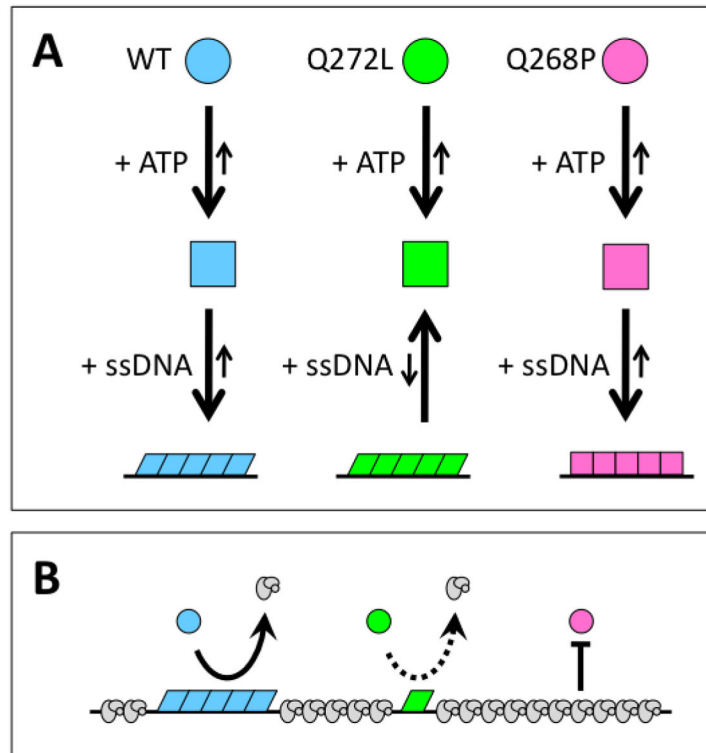 A
WT Q272L Q268P
+ ATP + ATP + ATP
+ ssDNA + ssDNA + ssDNA
B